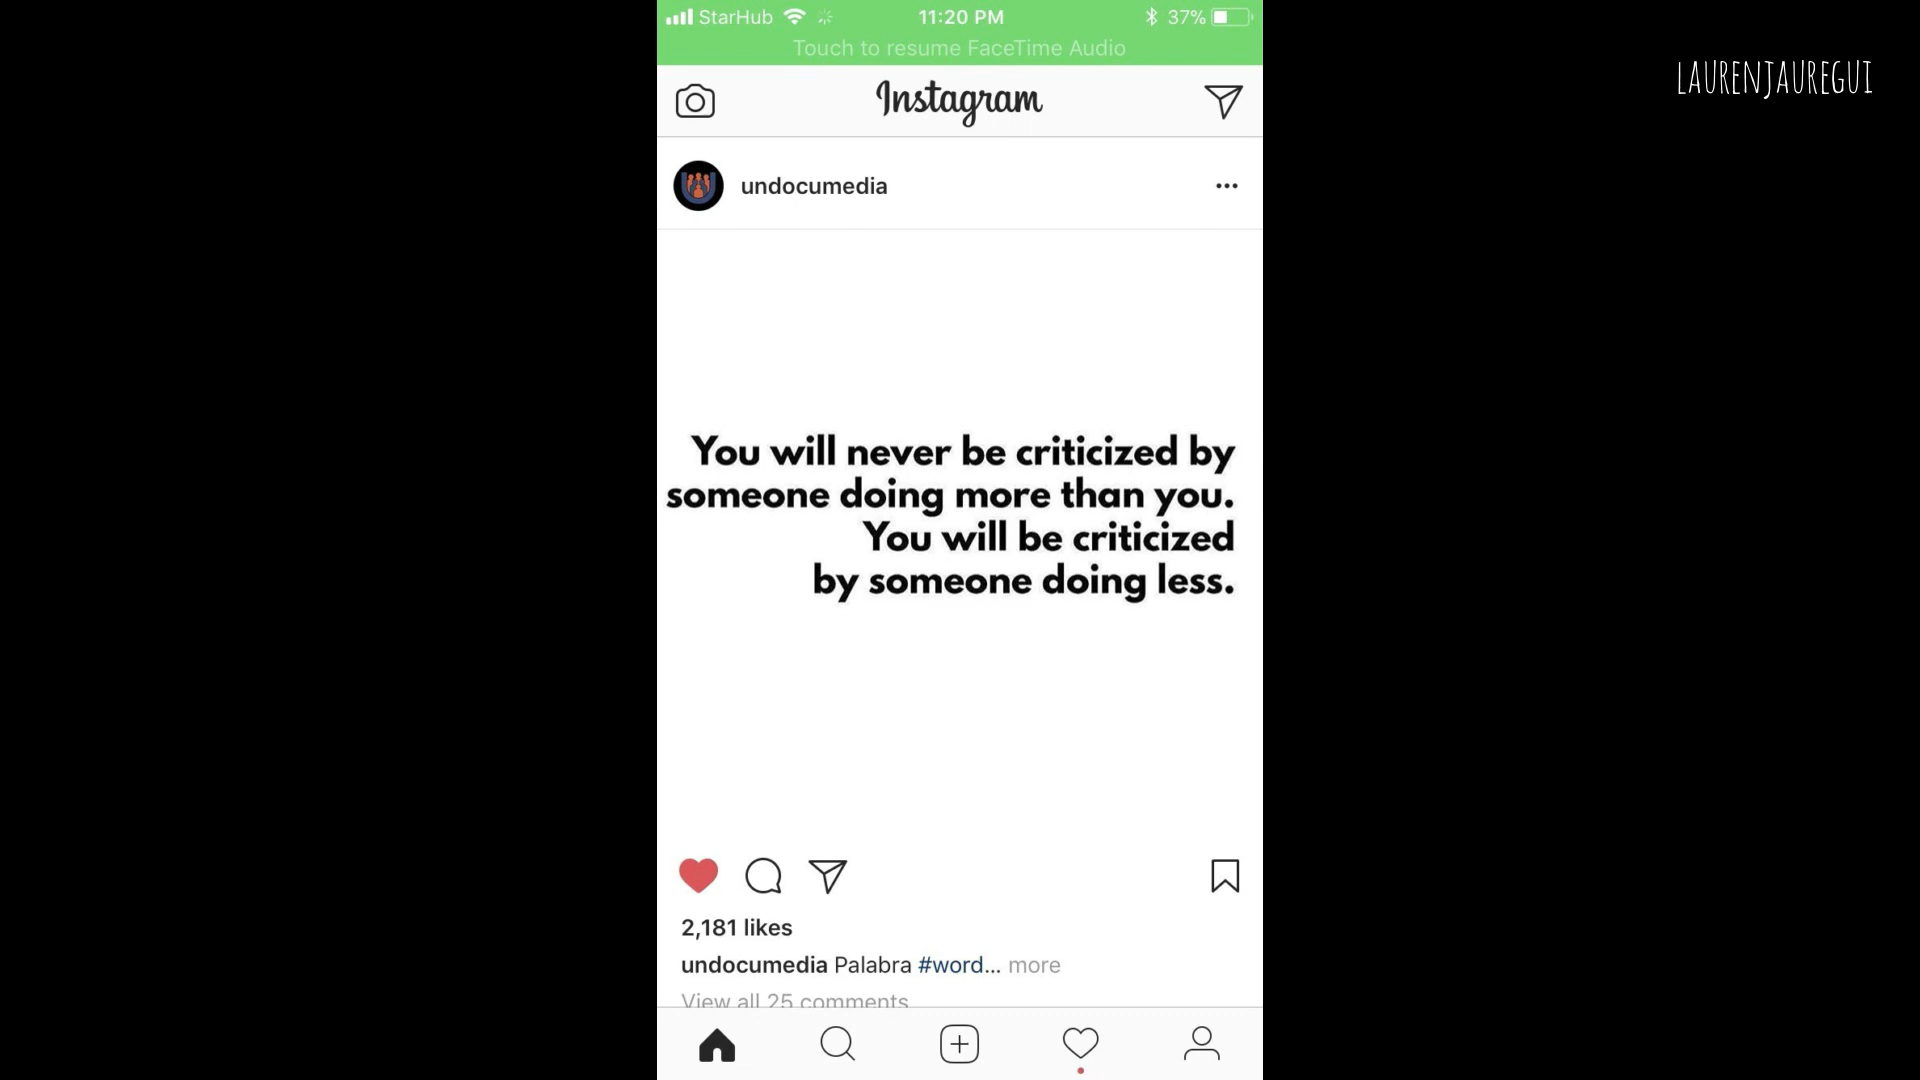 StarHub 11:20 PM 37%
Touch to resume FaceTime Audio
LAURENJAUREGUI
Instagram
undocumedia
You will never be criticized by
someone doing more than you.
You will be criticized
by someone doing less.
2,181 likes
undocumedia Palabra #word... more
View all 25 comments